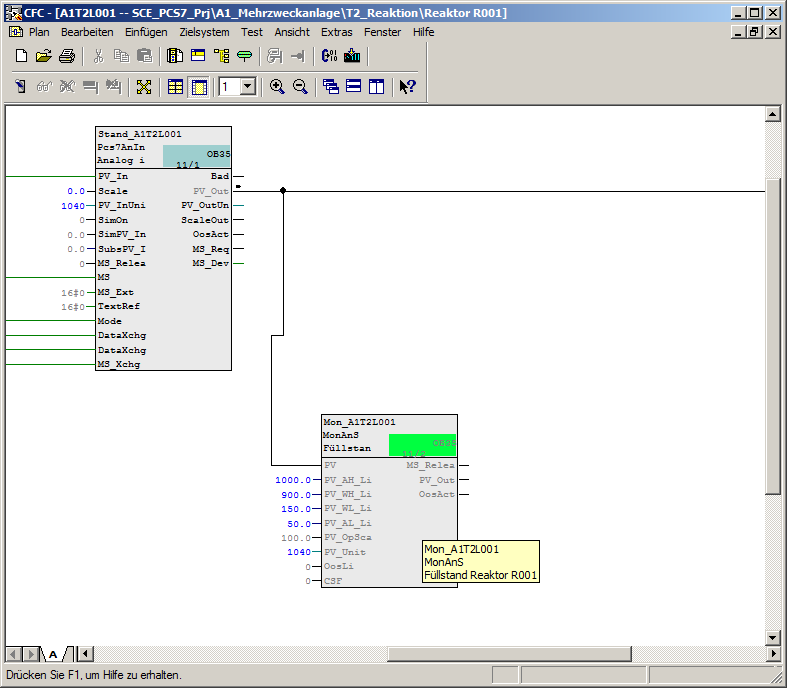 CFC - [A1T2L001 -- SCE_PCS7_Prj\A1_Mehrzweckanlage\T2_Reaktion\Reaktor R001]
Plan Bearbeiten Einfügen Zielsystem Test Ansicht Extras Fenster Hilfe
1
Stand_A1T2L001
Pcs7AnIn
Analog i
OB35
11/1
PV_In Bad
0.0 Scale PV_Out
1040 PV_InUni PV_OutUn
0 SimOn ScaleOut
0.0 SimPV_In OosAct
0.0 SubsPV_I MS_Req
0 MS_Relea MS_Dev
MS
16#0 MS_Ext
16#0 TextRef
Mode
DataXchg
DataXchg
MS_Xchg
Mon_A1T2L001
MonAnS
Füllstan
OB35
11/2
PV MS_Relea
1000.0 PV_AH_Li PV_Out
900.0 PV_WH_Li OosAct
150.0 PV_WL_Li
50.0 PV_AL_Li
100.0 PV_OpSca
1040 PV_Unit
0 OosLi
0 CSF
Mon_A1T2L001
MonAnS
Füllstand Reaktor R001
A
Drücken Sie F1, um Hilfe zu erhalten.